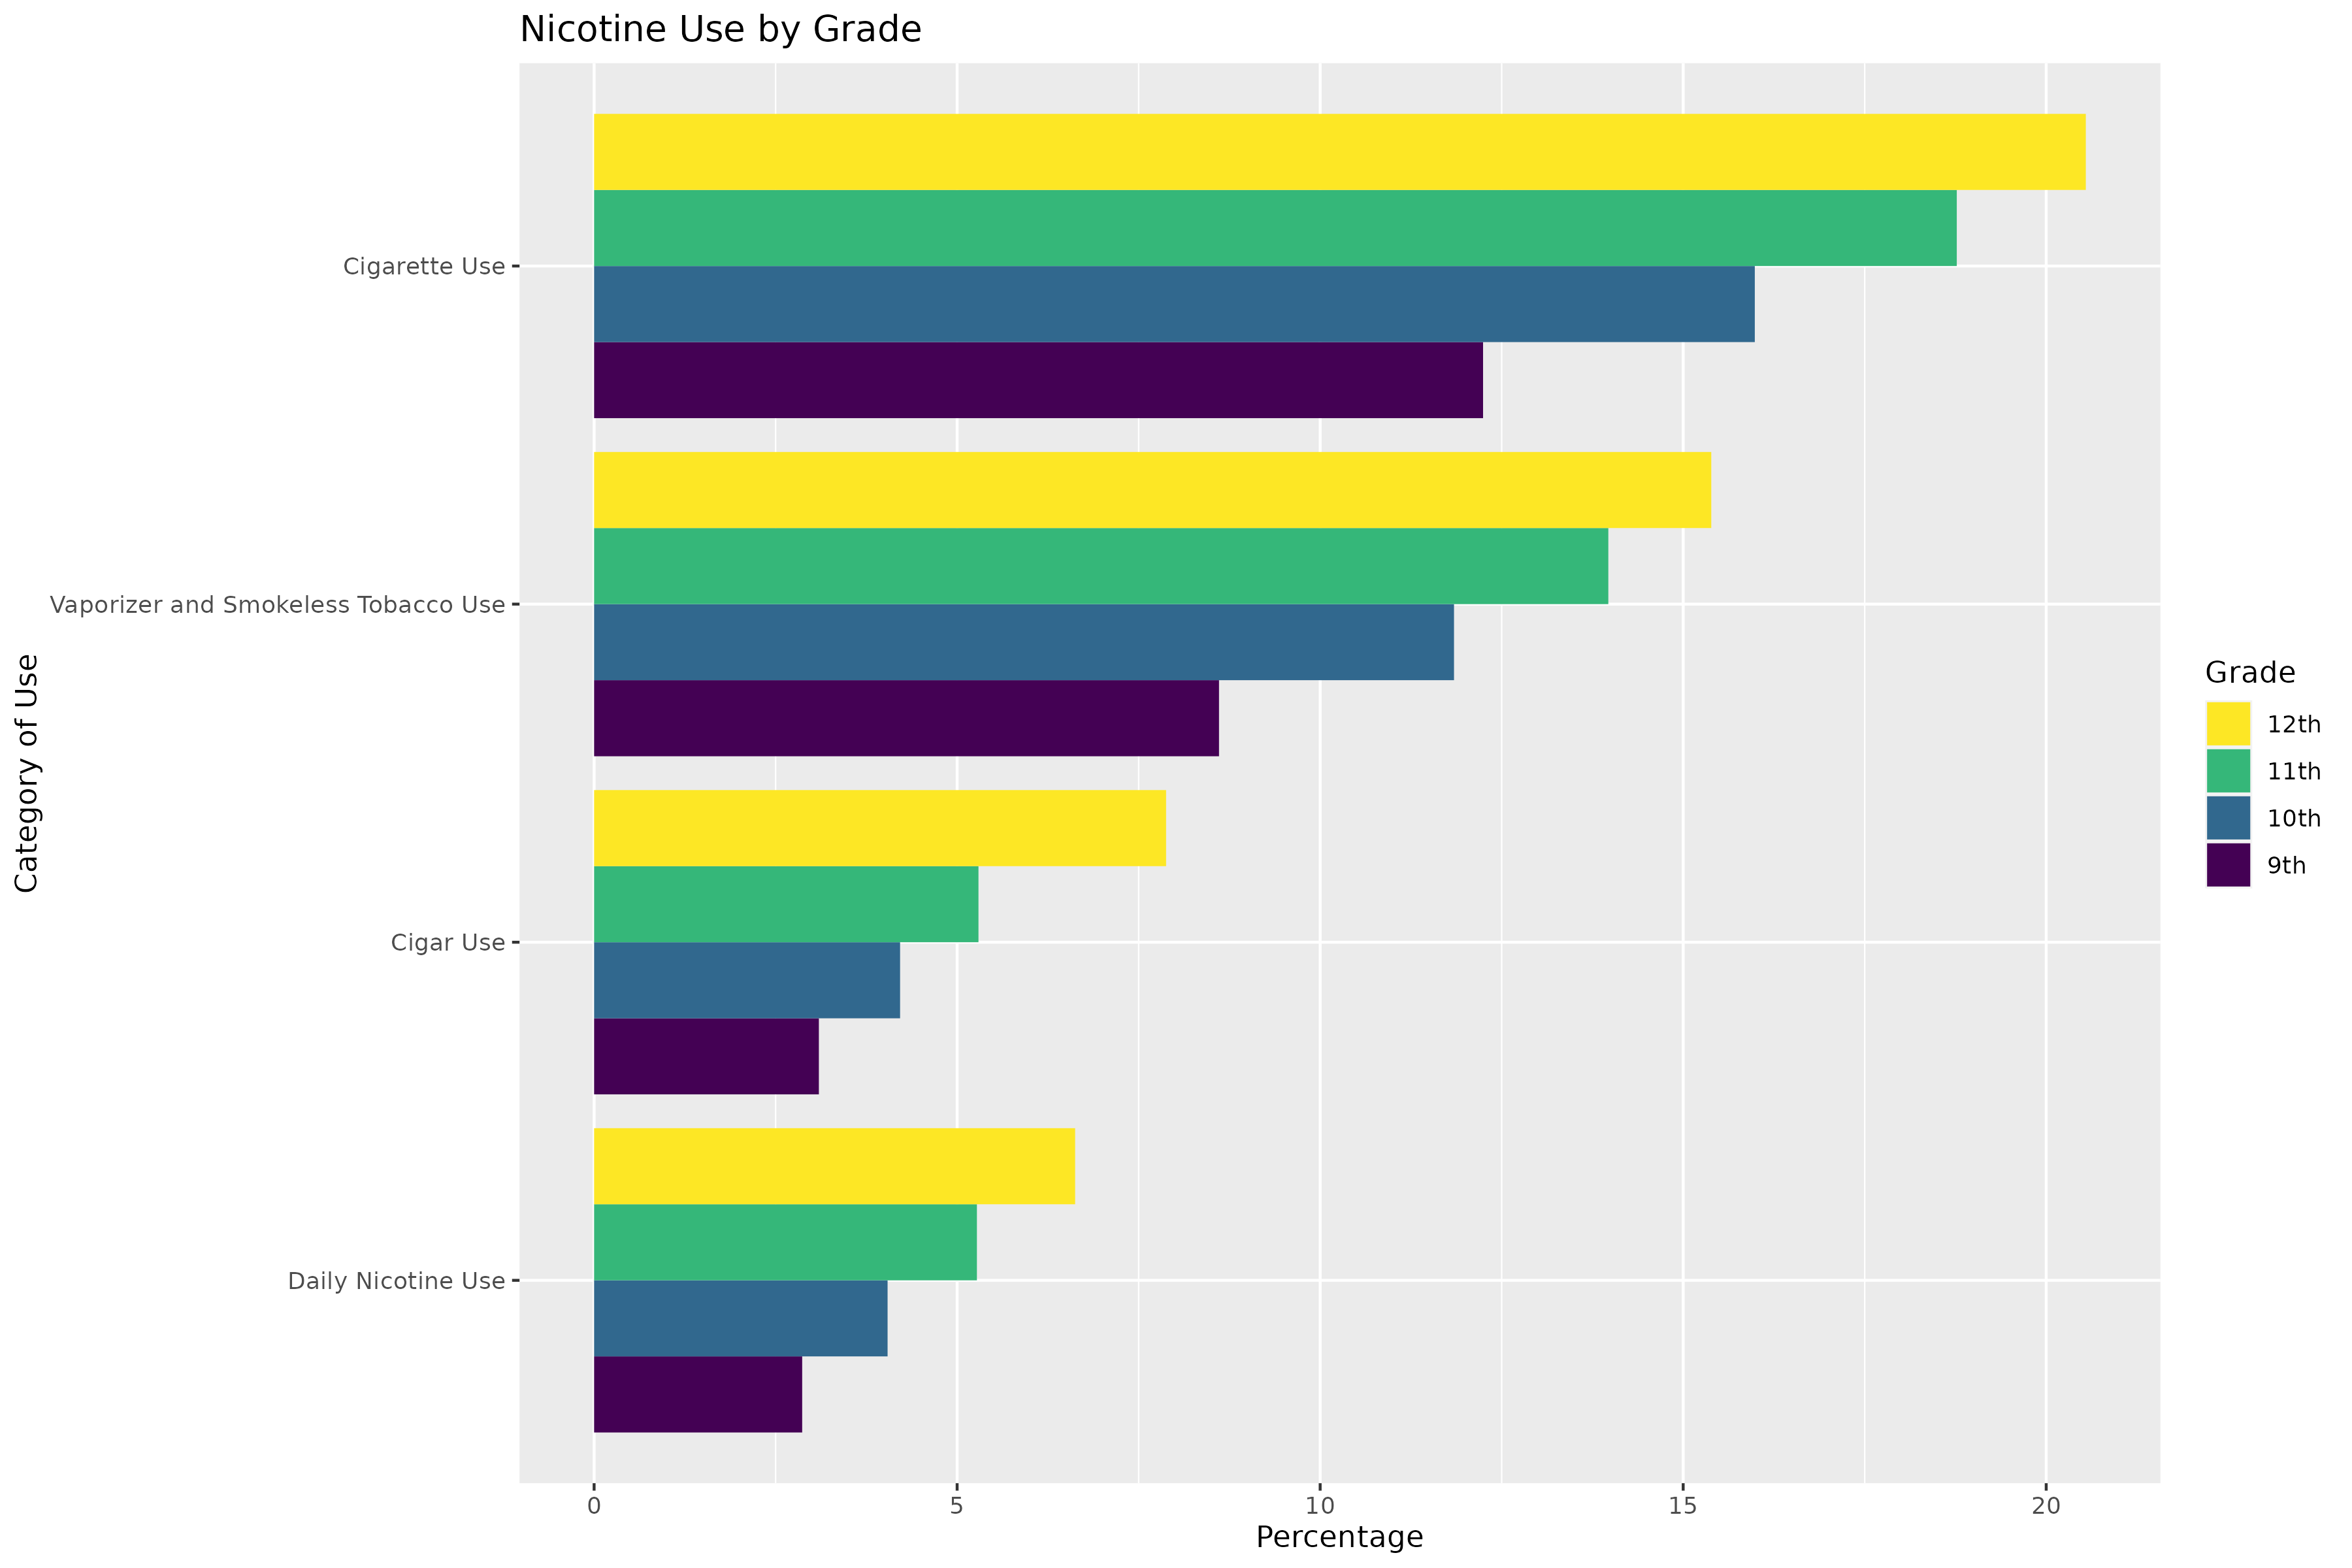 Nicotine Use by Grade
Category of Use
Cigarette Use
Vaporizer and Smokeless Tobacco Use
Cigar Use
Daily Nicotine Use
0 5 10 15 20
Percentage
Grade
12th
11th
10th
9th